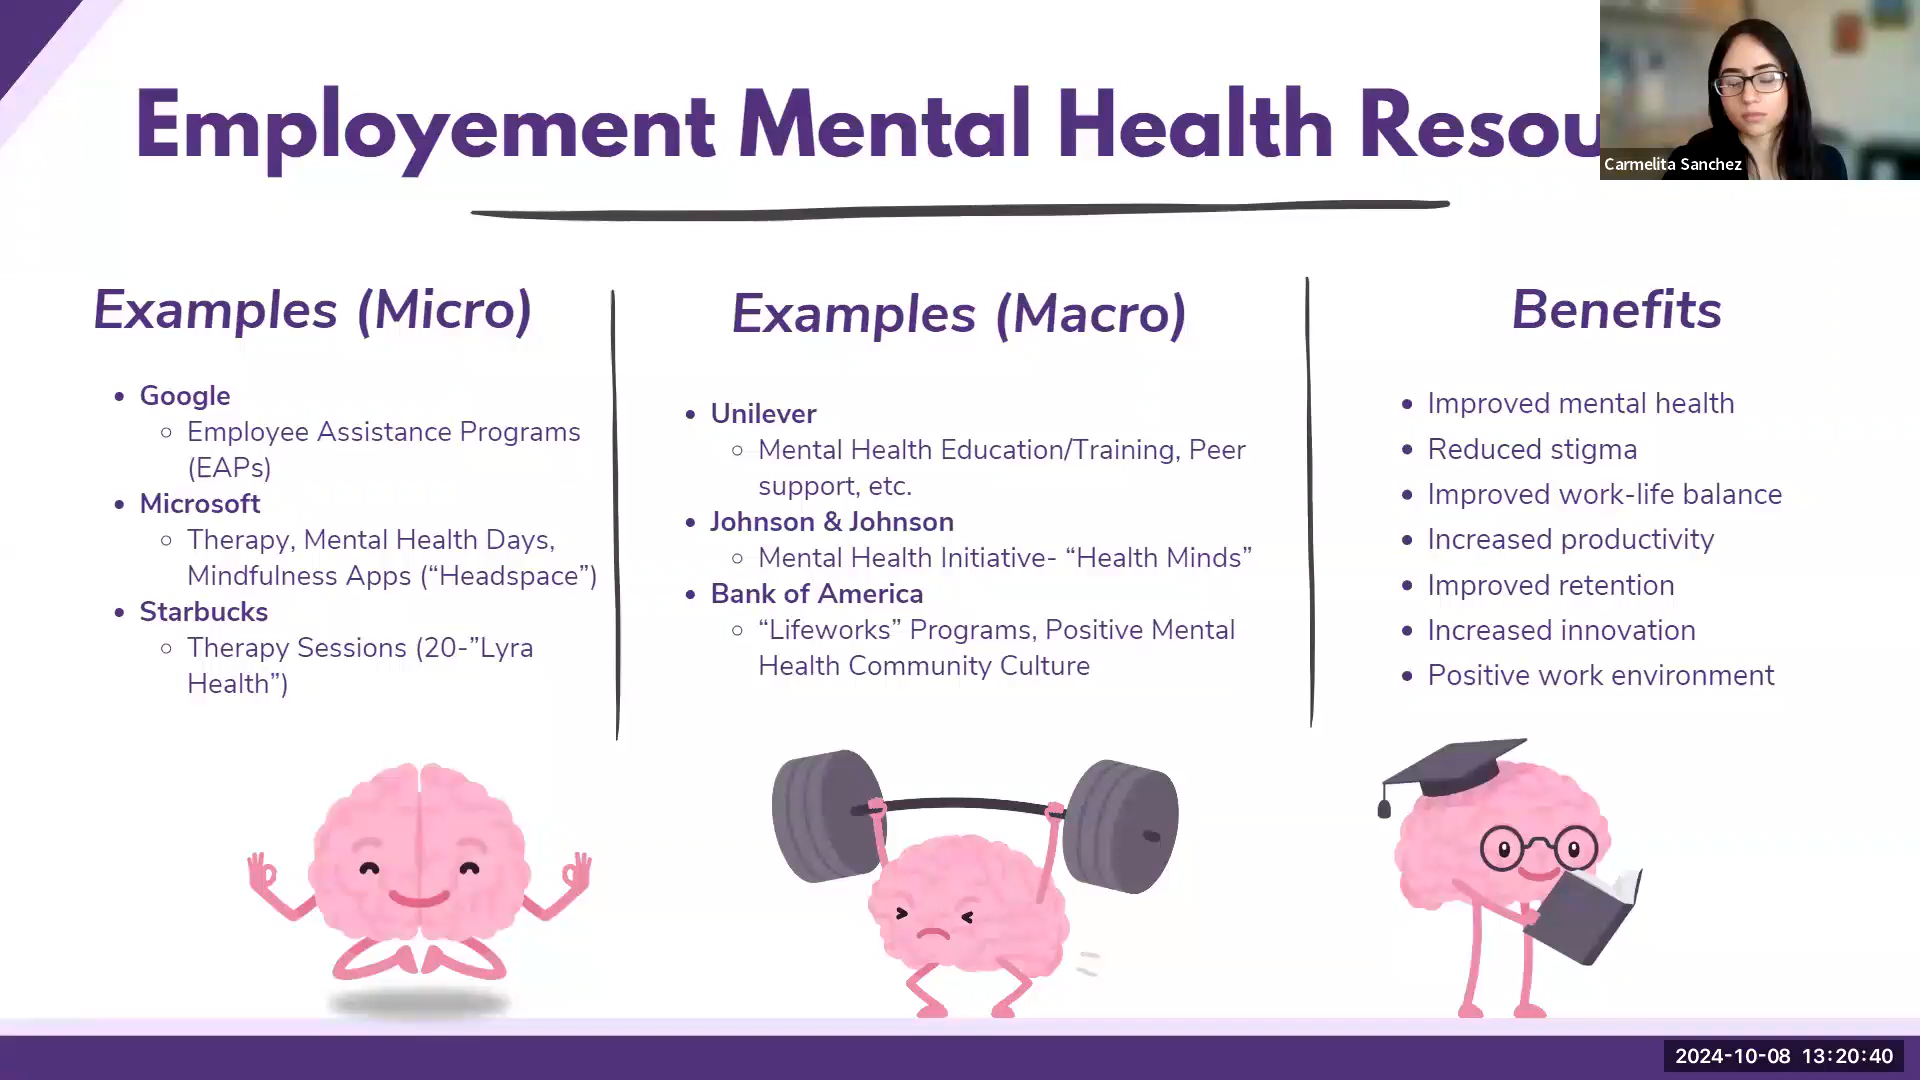 Employement Mental Health Resou
Carmelita Sanchez
Examples (Micro)
• Google
◦ Employee Assistance Programs
(EAPs)
• Microsoft
◦ Therapy, Mental Health Days,
Mindfulness Apps (“Headspace”)
• Starbucks
◦ Therapy Sessions (20-”Lyra
Health”)
Examples (Macro)
• Unilever
◦ Mental Health Education/Training, Peer
support, etc.
• Johnson & Johnson
◦ Mental Health Initiative- “Health Minds”
• Bank of America
◦ “Lifeworks” Programs, Positive Mental
Health Community Culture
Benefits
• Improved mental health
• Reduced stigma
• Improved work-life balance
• Increased productivity
• Improved retention
• Increased innovation
• Positive work environment
2024-10-08 13:20:40